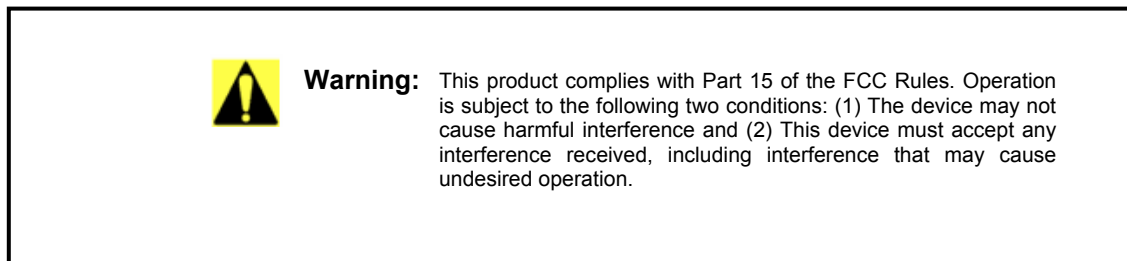 Warning: This product complies with Part 15 of the FCC Rules. Operation
is subject to the following two conditions: (1) The device may not
cause harmful interference and (2) This device must accept any
interference received, including interference that may cause
undesired operation.